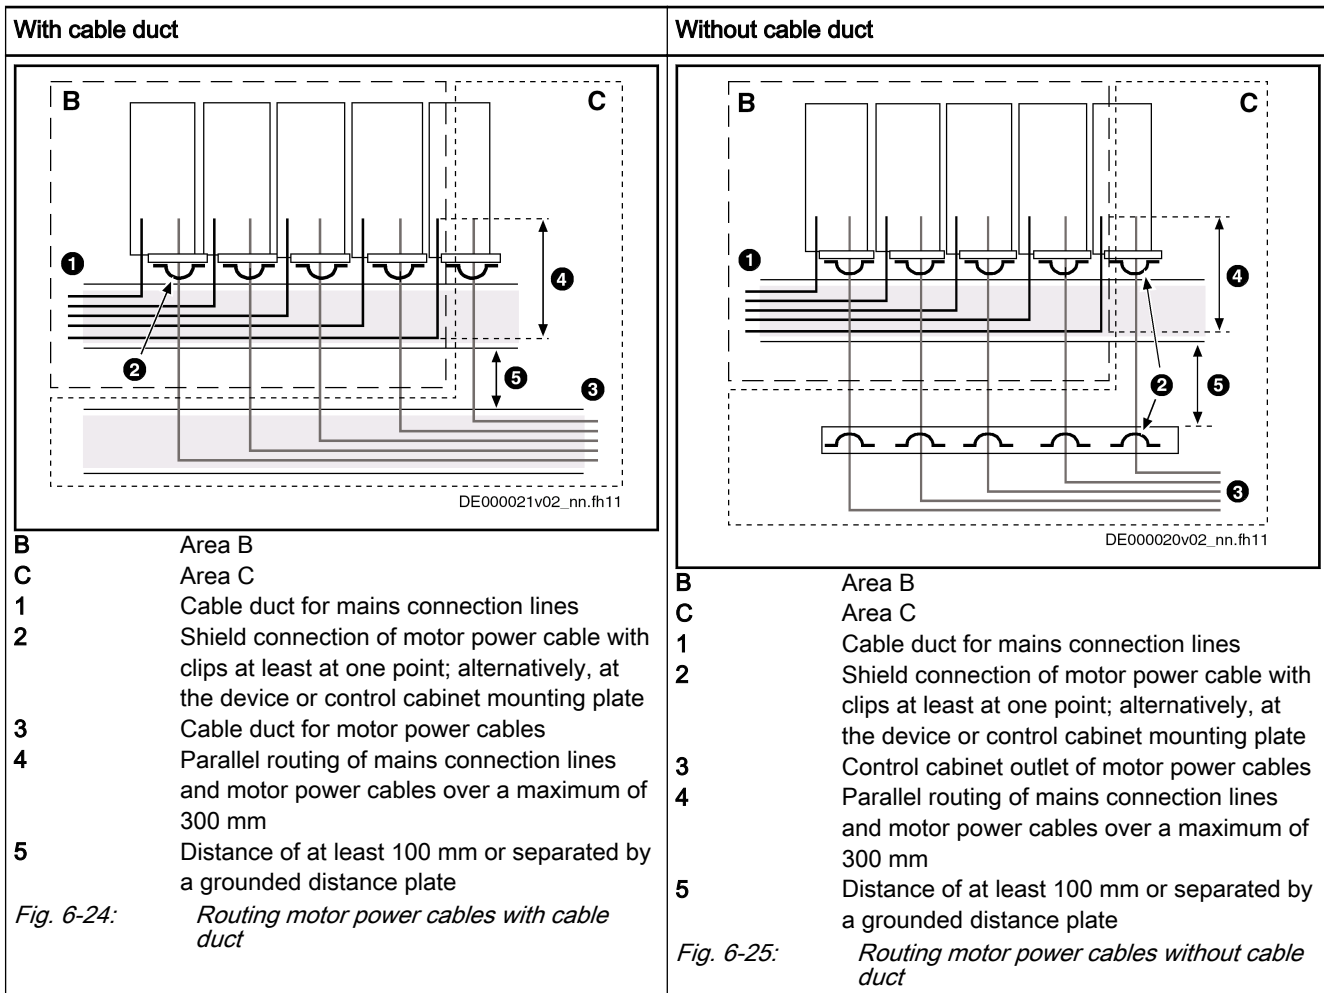 With cable duct
B
C
1
4
2
5
3
DE000021v02_nn.fh11
B Area B
C Area C
1 Cable duct for mains connection lines
2 Shield connection of motor power cable with
clips at least at one point; alternatively, at
the device or control cabinet mounting plate
3 Cable duct for motor power cables
4 Parallel routing of mains connection lines
and motor power cables over a maximum of
300 mm
5 Distance of at least 100 mm or separated by
a grounded distance plate
Fig. 6-24: Routing motor power cables with cable
duct
Without cable duct
B
C
1
4
2
5
3
DE000020v02_nn.fh11
B Area B
C Area C
1 Cable duct for mains connection lines
2 Shield connection of motor power cable with
clips at least at one point; alternatively, at
the device or control cabinet mounting plate
3 Control cabinet outlet of motor power cables
4 Parallel routing of mains connection lines
and motor power cables over a maximum of
300 mm
5 Distance of at least 100 mm or separated by
a grounded distance plate
Fig. 6-25: Routing motor power cables without cable
duct